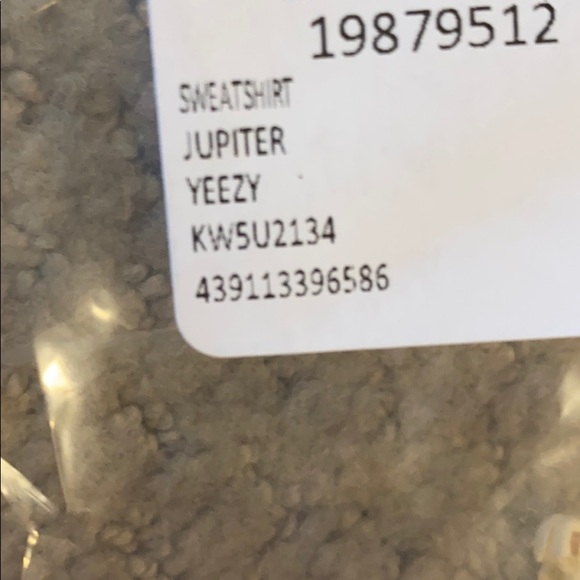 19879512
SWEATSHIRT
JUPITER
YEEZY
KW5U2134
439113396586